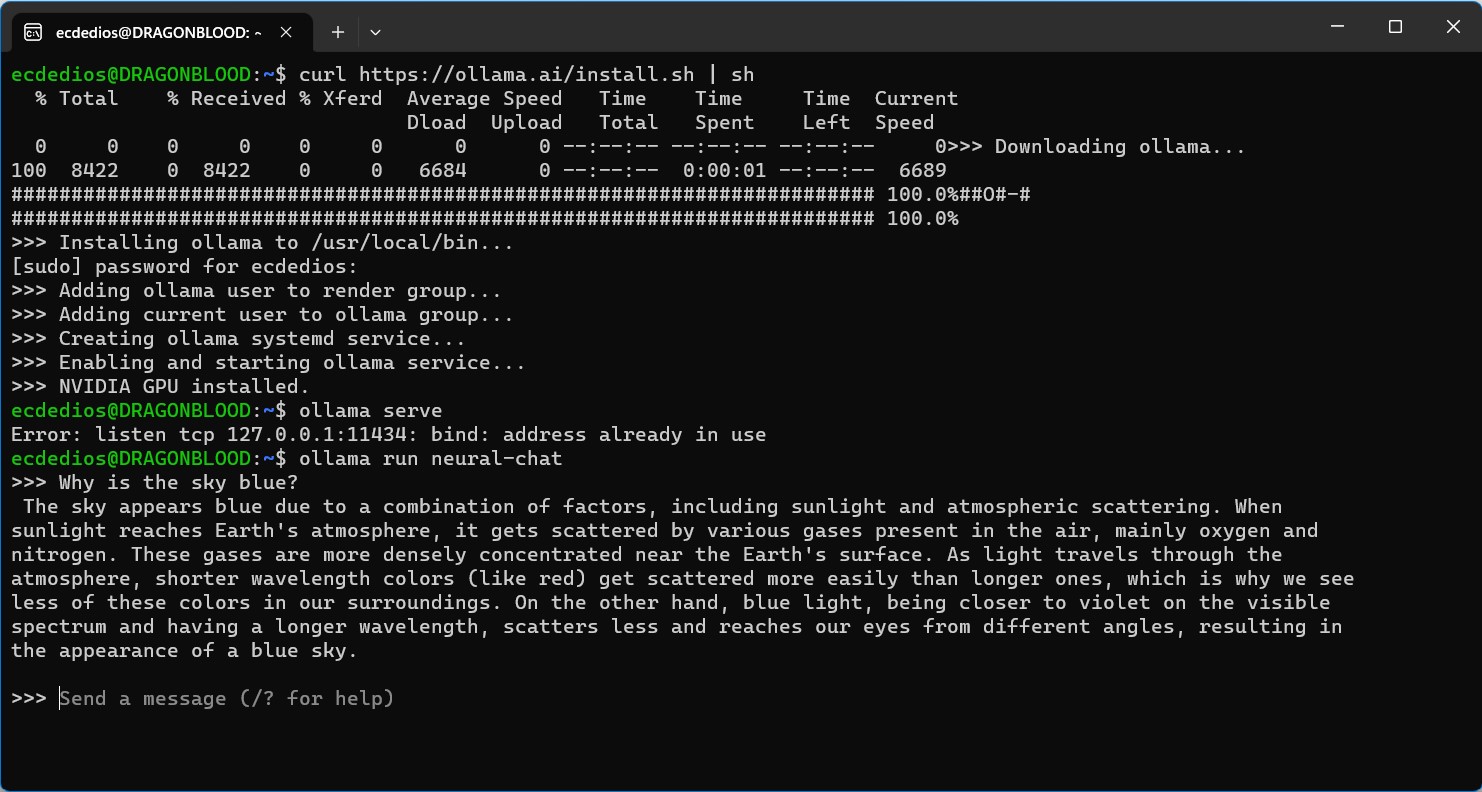 ecdedios@DRAGONBLOOD: ~
ecdedios@DRAGONBLOOD:~$ curl https://ollama.ai/install.sh | sh
  % Total    % Received % Xferd  Average Speed   Time    Time     Time  Current
                                 Dload  Upload   Total   Spent    Left  Speed
  0     0    0     0    0     0      0      0 --:--:-- --:--:-- --:--:--     0>>> Downloading ollama...
100  8422    0  8422    0     0   6684      0 --:--:--  0:00:01 --:--:--  6689
######################################################################## 100.0%##O#-#
######################################################################## 100.0%
>>> Installing ollama to /usr/local/bin...
[sudo] password for ecdedios:
>>> Adding ollama user to render group...
>>> Adding current user to ollama group...
>>> Creating ollama systemd service...
>>> Enabling and starting ollama service...
>>> NVIDIA GPU installed.
ecdedios@DRAGONBLOOD:~$ ollama serve
Error: listen tcp 127.0.0.1:11434: bind: address already in use
ecdedios@DRAGONBLOOD:~$ ollama run neural-chat
>>> Why is the sky blue?
 The sky appears blue due to a combination of factors, including sunlight and atmospheric scattering. When
sunlight reaches Earth's atmosphere, it gets scattered by various gases present in the air, mainly oxygen and
nitrogen. These gases are more densely concentrated near the Earth's surface. As light travels through the
atmosphere, shorter wavelength colors (like red) get scattered more easily than longer ones, which is why we see
less of these colors in our surroundings. On the other hand, blue light, being closer to violet on the visible
spectrum and having a longer wavelength, scatters less and reaches our eyes from different angles, resulting in
the appearance of a blue sky.
>>> Send a message (/? for help)